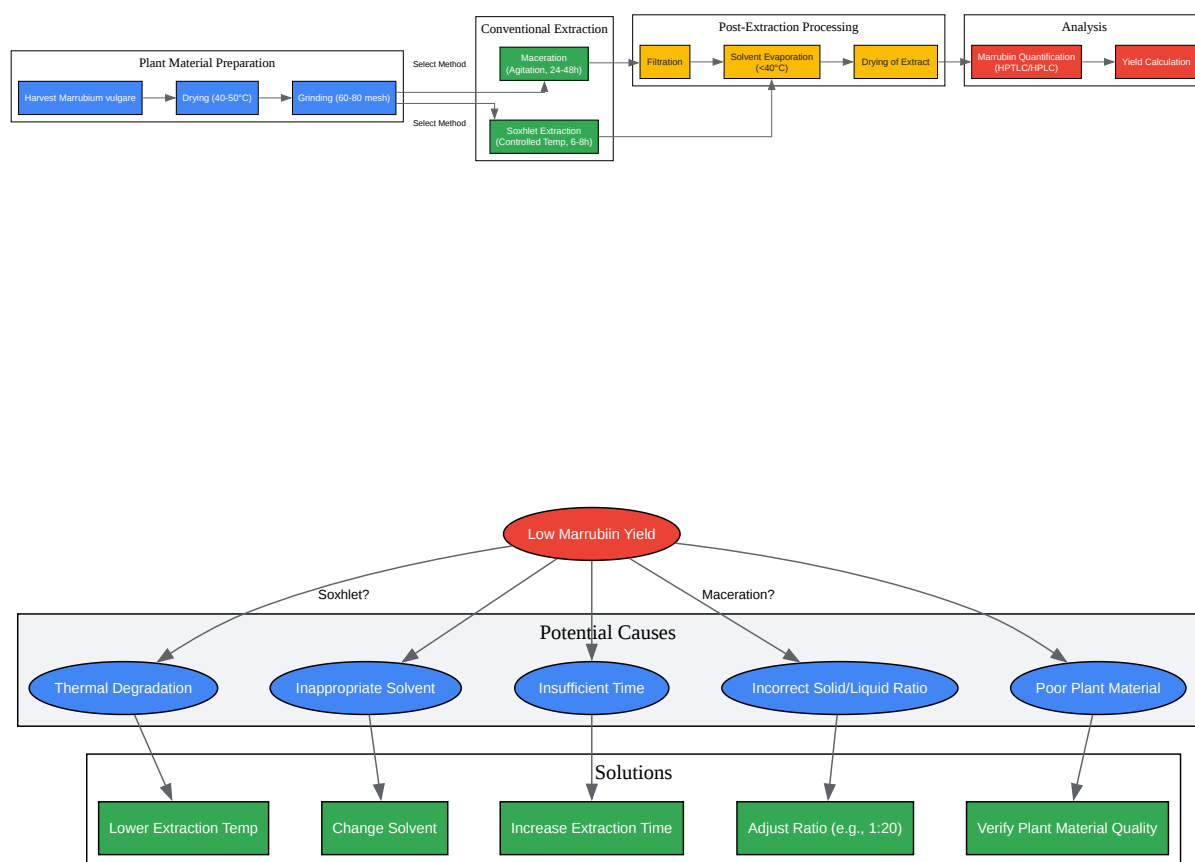 Plant Material Preparation
Harvest Marrubium vulgare
Drying (40-50°C)
Grinding (60-80 mesh)
Select Method
Select Method
Conventional Extraction
Maceration
(Agitation, 24-48h)
Soxhlet Extraction
(Controlled Temp, 6-8h)
Post-Extraction Processing
Filtration
Solvent Evaporation
(<40°C)
Drying of Extract
Analysis
Marrubiin Quantification
(HPTLC/HPLC)
Yield Calculation
Low Marrubiin Yield
Soxhlet?
Maceration?
Potential Causes
Thermal Degradation
Inappropriate Solvent
Insufficient Time
Incorrect Solid/Liquid Ratio
Poor Plant Material
Solutions
Lower Extraction Temp
Change Solvent
Increase Extraction Time
Adjust Ratio (e.g., 1:20)
Verify Plant Material Quality